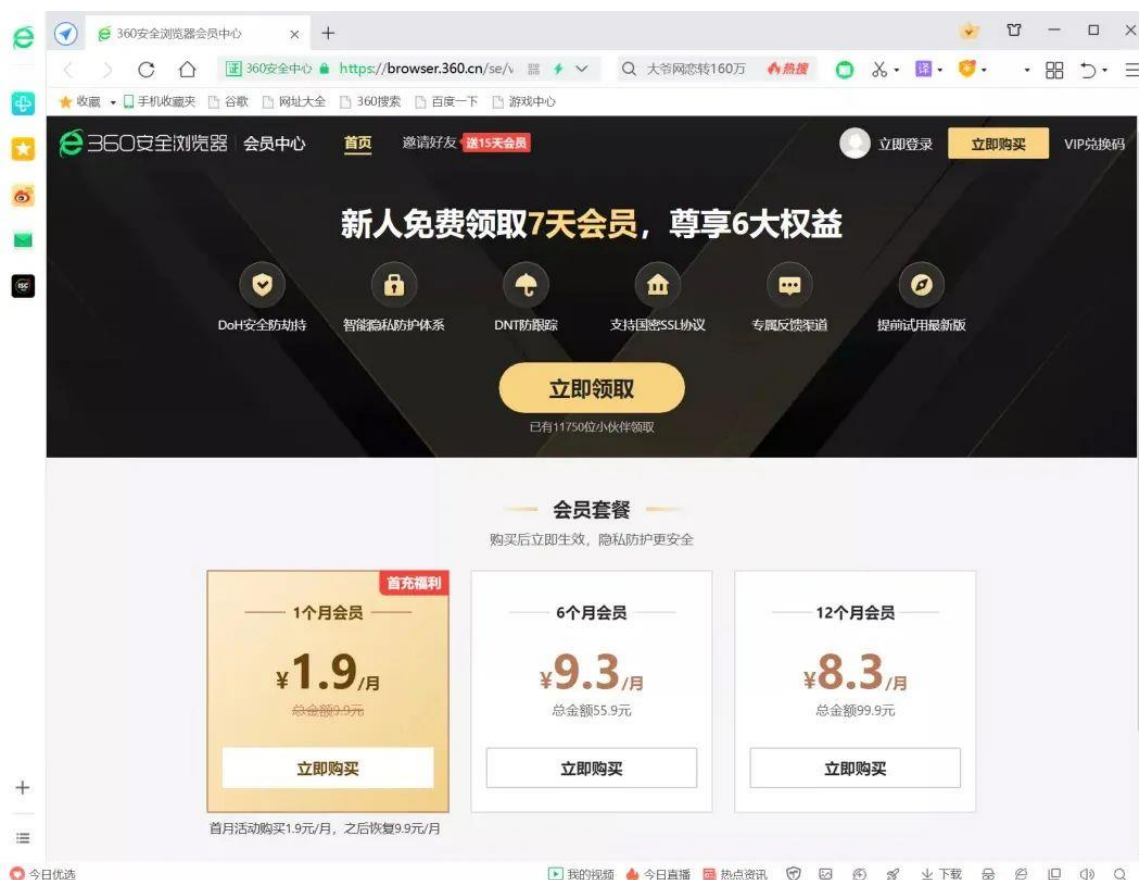 360安全浏览器会员中心
证 360安全中心 https://browser.360.cn/se/v 大爷网恋转160万 热搜 译
收藏 手机收藏夹 谷歌 网址大全 360搜索 百度一下 游戏中心
360安全浏览器 会员中心 首页 邀请好友 送15天会员 立即登录 立即购买 VIP兑换码
新人免费领取7天会员，尊享6大权益
DoH安全防劫持 智能隐私防护体系 DNT防跟踪 支持国密SSL协议 专属反馈渠道 提前试用最新版
立即领取
已有11750位小伙伴领取
ISC
会员套餐
购买后立即生效，隐私防护更安全
首充福利
1个月会员
¥1.9/月
总金额9.9元
立即购买
6个月会员
¥9.3/月
总金额55.9元
立即购买
12个月会员
¥8.3/月
总金额99.9元
立即购买
首月活动购买1.9元/月，之后恢复9.9元/月
今日优选 我的视频 今日直播 热点资讯 下载